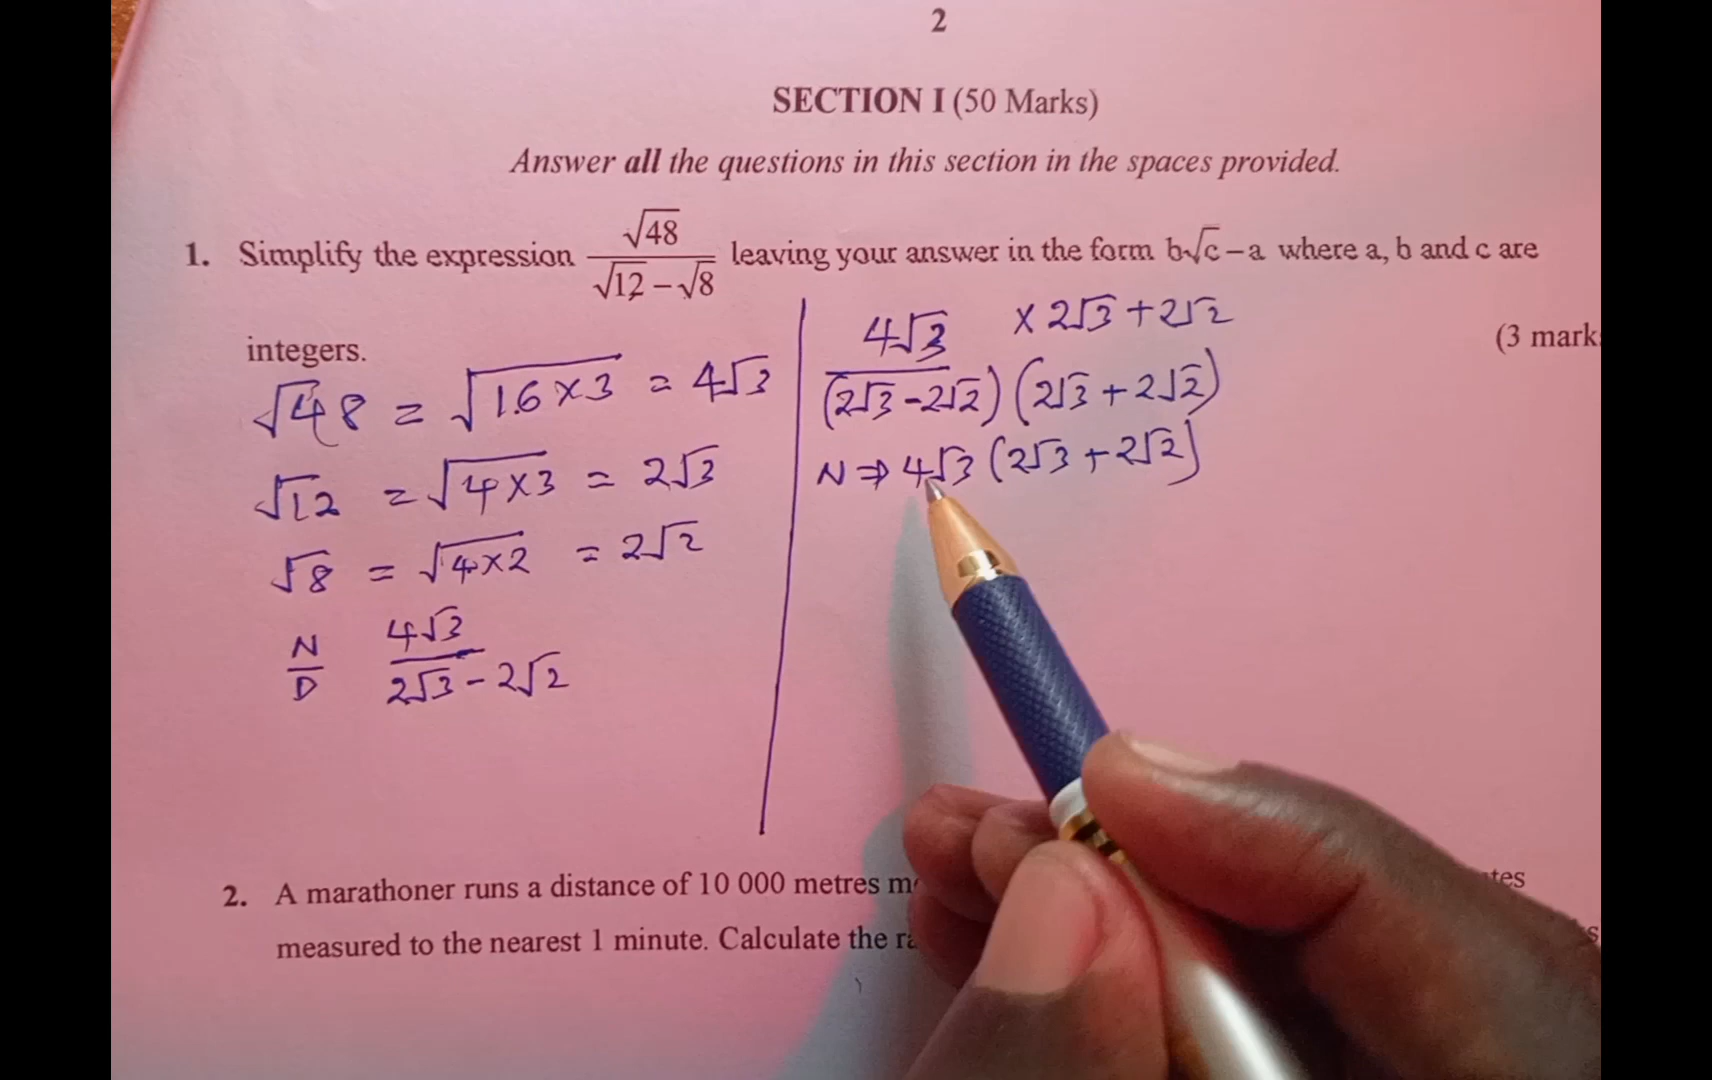 2
SECTION I (50 Marks)
Answer all the questions in this section in the spaces provided.
1. Simplify the expression √48 / (√12 – √8) leaving your answer in the form b√c – a where a, b and c are
integers. (3 mark
√48 = √16×3 = 4√3
√12 = √4×3 = 2√3
√8 = √4×2 = 2√2
N/D 4√3 / 2√3 - 2√2
4√3 × 2√3 + 2√2
(2√3 - 2√2) (2√3 + 2√2)
N ⇒ 4√3 (2√3 + 2√2)
2. A marathoner runs a distance of 10 000 metres
measured to the nearest 1 minute. Calculate the